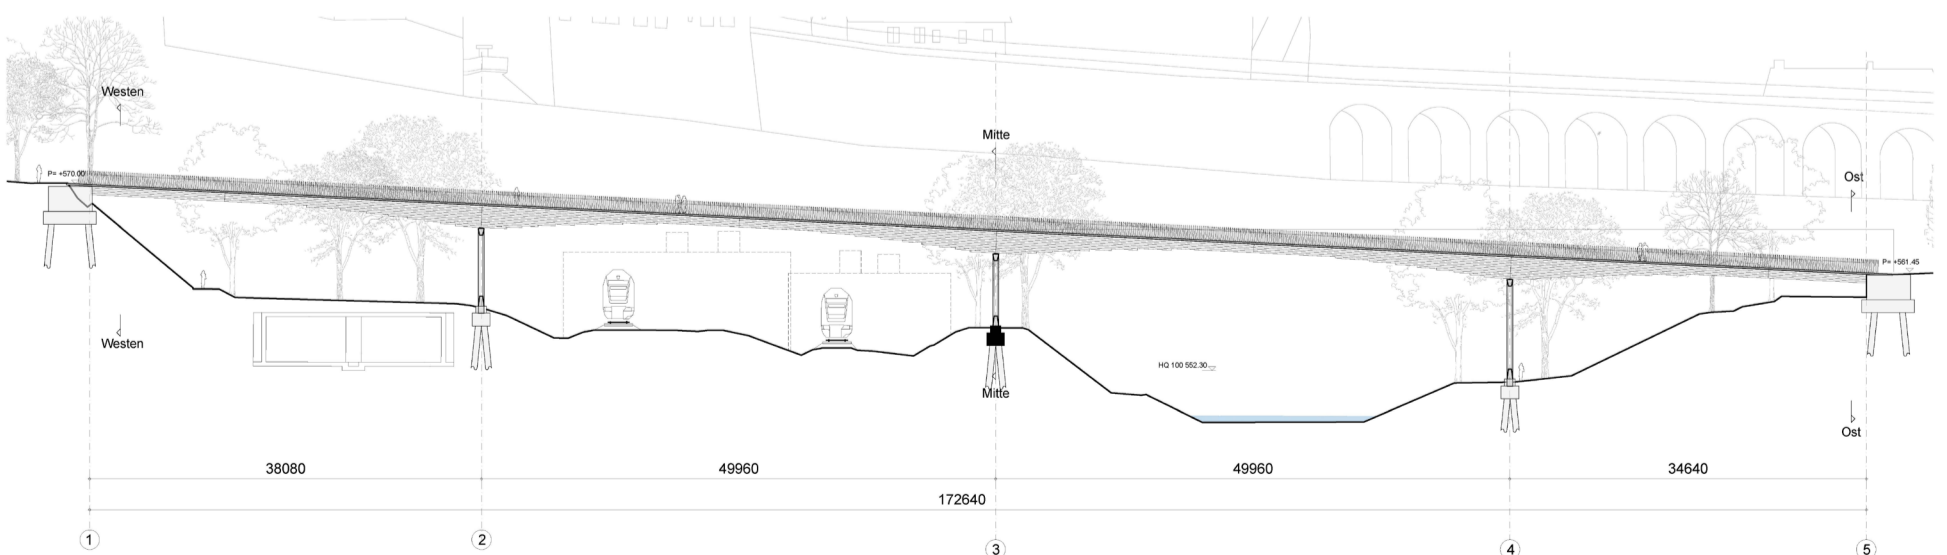 Westen
Mitte
P= +570.00
Ost
P= +561.45
Westen
HQ 100 552.30
Mitte
Ost
38080
49960
49960
34640
172640
1
2
3
4
5